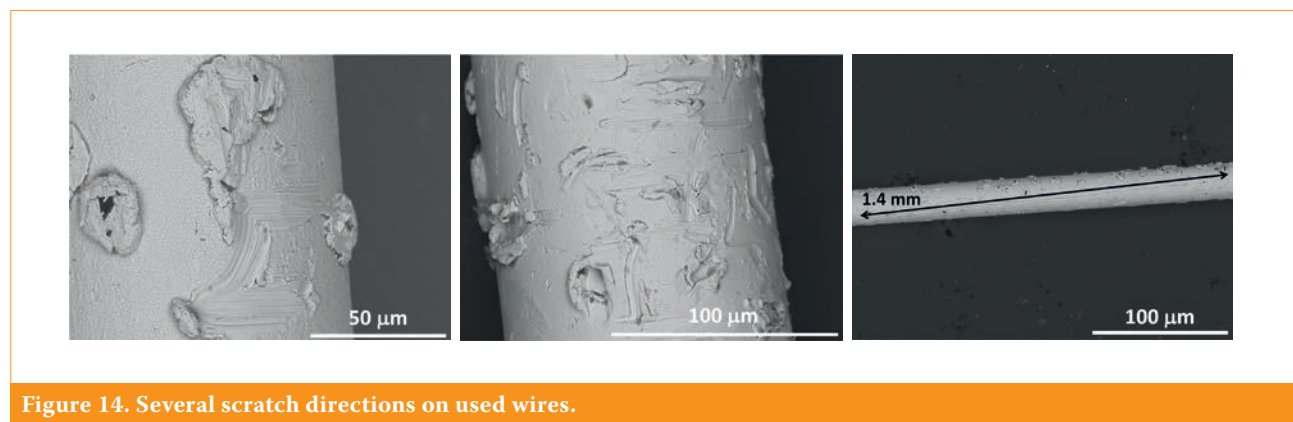 50 μm
100 μm
1.4 mm
100 μm
Figure 14. Several scratch directions on used wires.